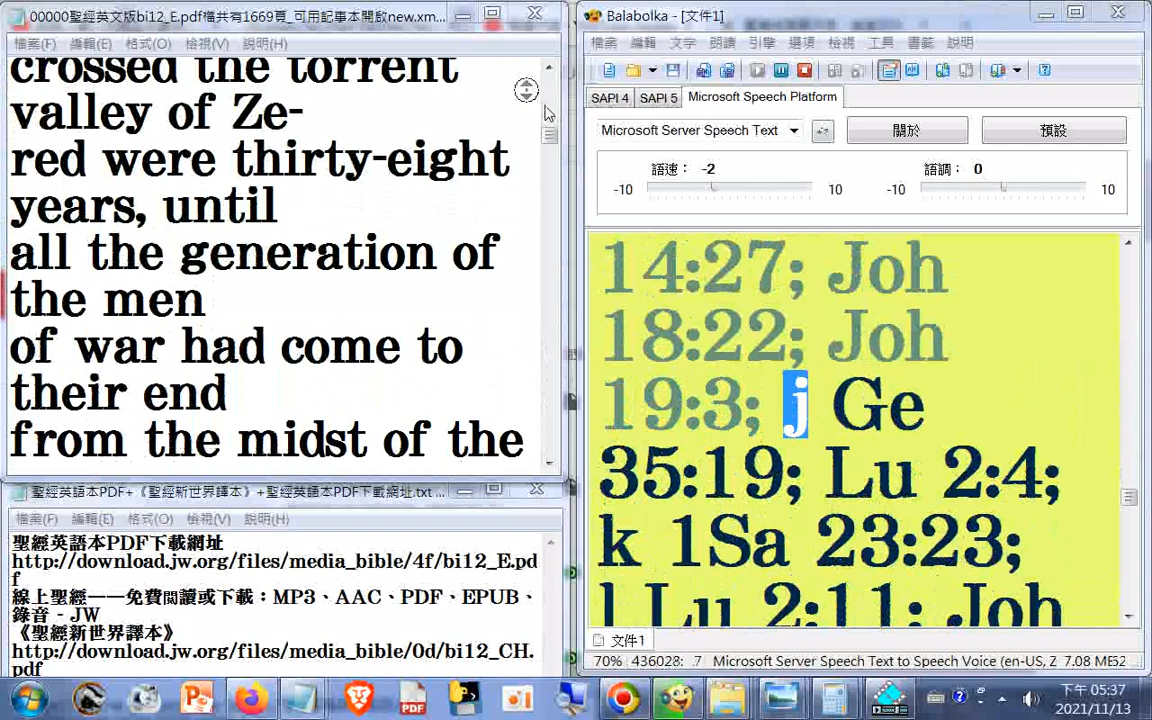 00000聖經英文版bi12_E.pdf檔共有1669頁_可用記事本開啟new.xm...
檔案(F) 編輯(E) 格式(O) 檢視(V) 說明(H)
crossed the torrent
valley of Ze-
red were thirty-eight
years, until
all the generation of
the men
of war had come to
their end
from the midst of the
聖經英語本PDF+《聖經新世界譯本》+聖經英語本PDF下載網址.txt ...
檔案(F) 編輯(E) 格式(O) 檢視(V) 說明(H)
聖經英語本PDF下載網址
http://download.jw.org/files/media_bible/4f/bi12_E.pd
f
線上聖經——免費閱讀或下載：MP3、AAC、PDF、EPUB、
錄音 - JW
《聖經新世界譯本》
http://download.jw.org/files/media_bible/0d/bi12_CH.
pdf
Balabolka - [文件1]
檔案 編輯 文字 朗讀 引擎 選項 檢視 工具 書籤 說明
SAPI 4 SAPI 5 Microsoft Speech Platform
Microsoft Server Speech Text 關於 預設
語速： -2 語調： 0
-10 10 -10 10
14:27; Joh
18:22; Joh
19:3; j Ge
35:19; Lu 2:4;
k 1Sa 23:23;
l Lu 2:11; Joh
文件1
70% 436028: .7 Microsoft Server Speech Text to Speech Voice (en-US, Z 7.08 ME52
下午 05:37
2021/11/13